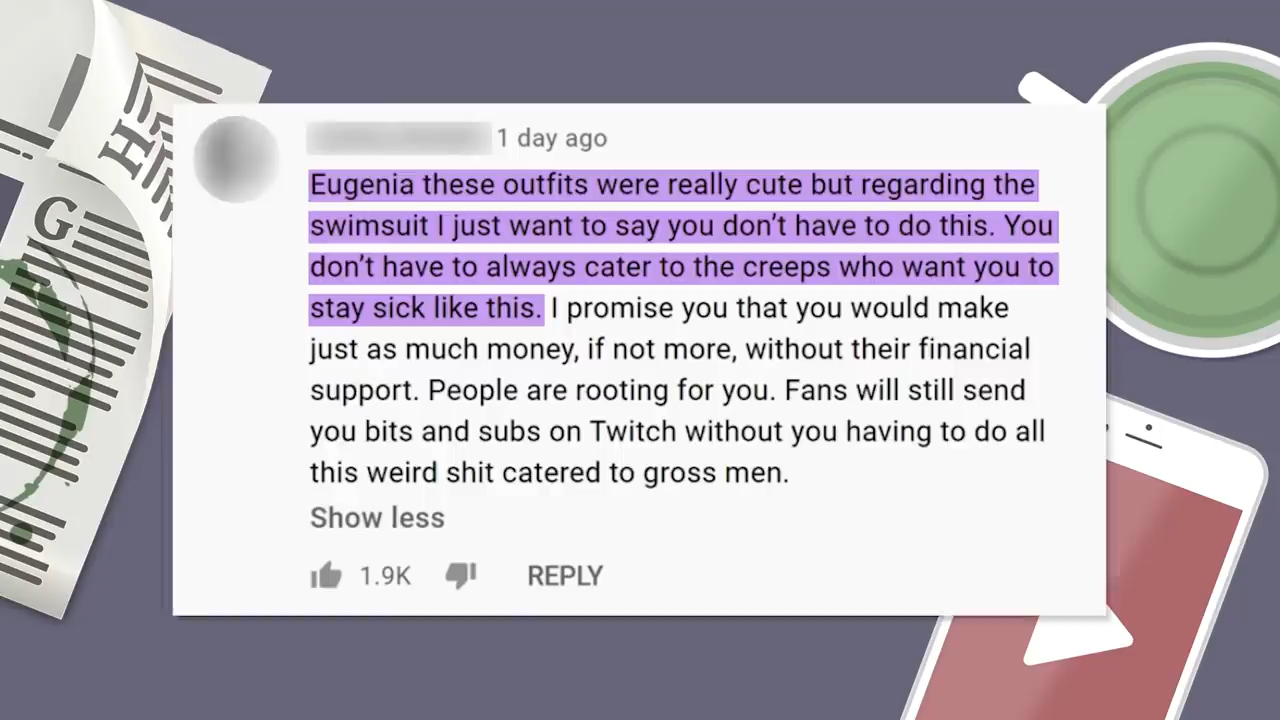 H
G
1 day ago
Eugenia these outfits were really cute but regarding the
swimsuit I just want to say you don’t have to do this. You
don’t have to always cater to the creeps who want you to
stay sick like this. I promise you that you would make
just as much money, if not more, without their financial
support. People are rooting for you. Fans will still send
you bits and subs on Twitch without you having to do all
this weird shit catered to gross men.
Show less
1.9K
REPLY